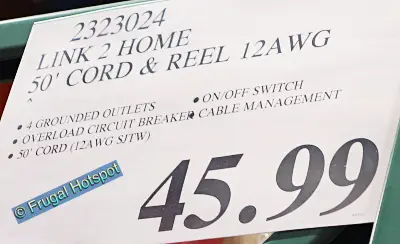 2323024
LINK 2 HOME
50' CORD & REEL 12AWG
• 4 GROUNDED OUTLETS • ON/OFF SWITCH
• OVERLOAD CIRCUIT BREAKER • CABLE MANAGEMENT
• 50' CORD (12AWG SJTW)
© Frugal Hotspot
45.99